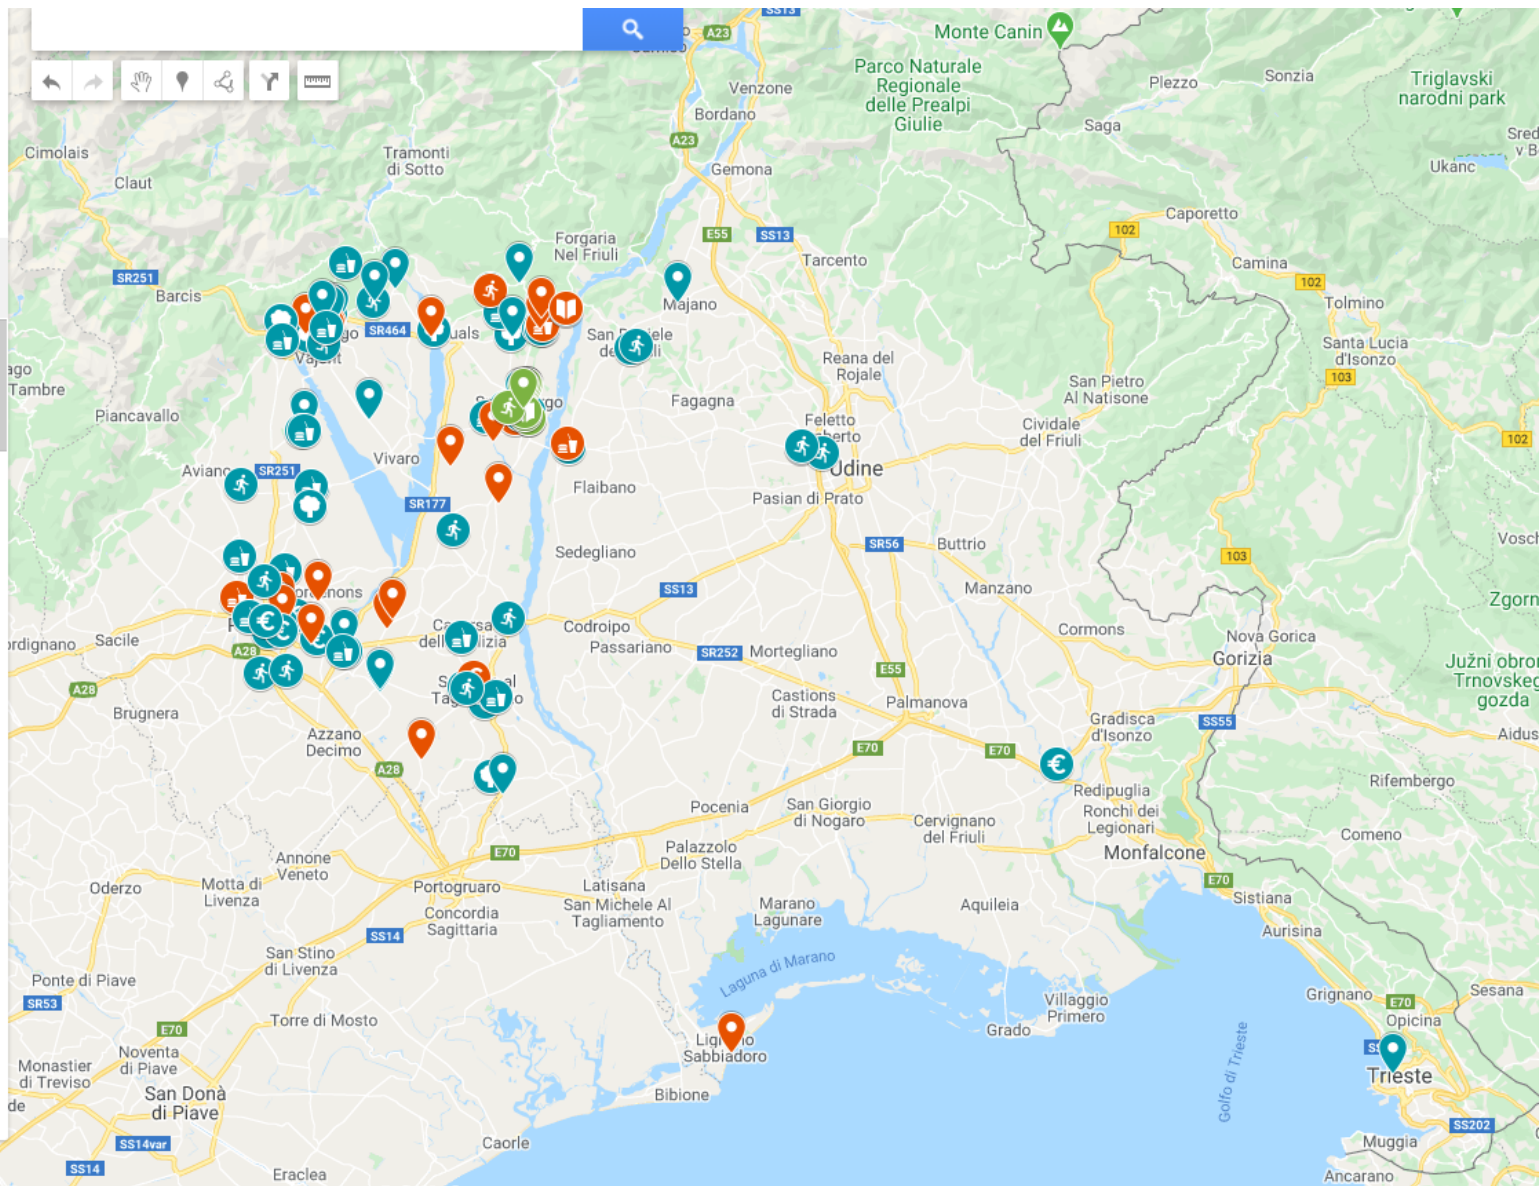 SS13
A23
Monte Canin
Parco Naturale
Regionale
delle Prealpi
Giulie
Plezzo
Sonzia
Triglavski
narodni park
Venzone
Bordano
Saga
A23
Cimolais
Tramonti
di Sotto
Gemona
Ukanc
Claut
Caporetto
Forgaria
Nel Friuli
E55
SS13
102
Tarcento
Camina
SR251
Barcis
102
Majano
Tolmino
SR464
Santa Lucia
d'Isonzo
Reana del
Rojale
103
San Pietro
Al Natisone
Piancavallo
Fagagna
Feletto
Cividale
del Friuli
102
Vivaro
SR251
Udine
Flaibano
Pasian di Prato
SR177
SR56
Buttrio
Sedegliano
103
SS13
Manzano
Codroipo
Cormons
Nova Gorica
Sacile
Passariano
SR252
Mortegliano
Gorizia
A28
E55
A28
Castions
di Strada
Palmanova
Brugnera
Gradisca
d'Isonzo
SS55
Azzano
Decimo
E70
E70
A28
Redipuglia
Rifembergo
Pocenia
San Giorgio
di Nogaro
Cervignano
del Friuli
Ronchi dei
Legionari
Comeno
E70
Palazzolo
Dello Stella
Monfalcone
Annone
Veneto
E70
Oderzo
Motta di
Livenza
Portogruaro
Latisana
Sistiana
San Michele Al
Tagliamento
Marano
Lagunare
Aquileia
Concordia
Sagittaria
Aurisina
SS14
San Stino
di Livenza
Laguna di Marano
Ponte di Piave
Grignano
Sesana
SR53
E70
Villaggio
Primero
Opicina
Torre di Mosto
E70
Grado
Sabbiadoro
Noventa
di Piave
Monastier
di Treviso
Golfo di Trieste
Trieste
San Donà
di Piave
Bibione
SS202
SS14var
Caorle
Muggia
SS14
Eraclea
Ancarano